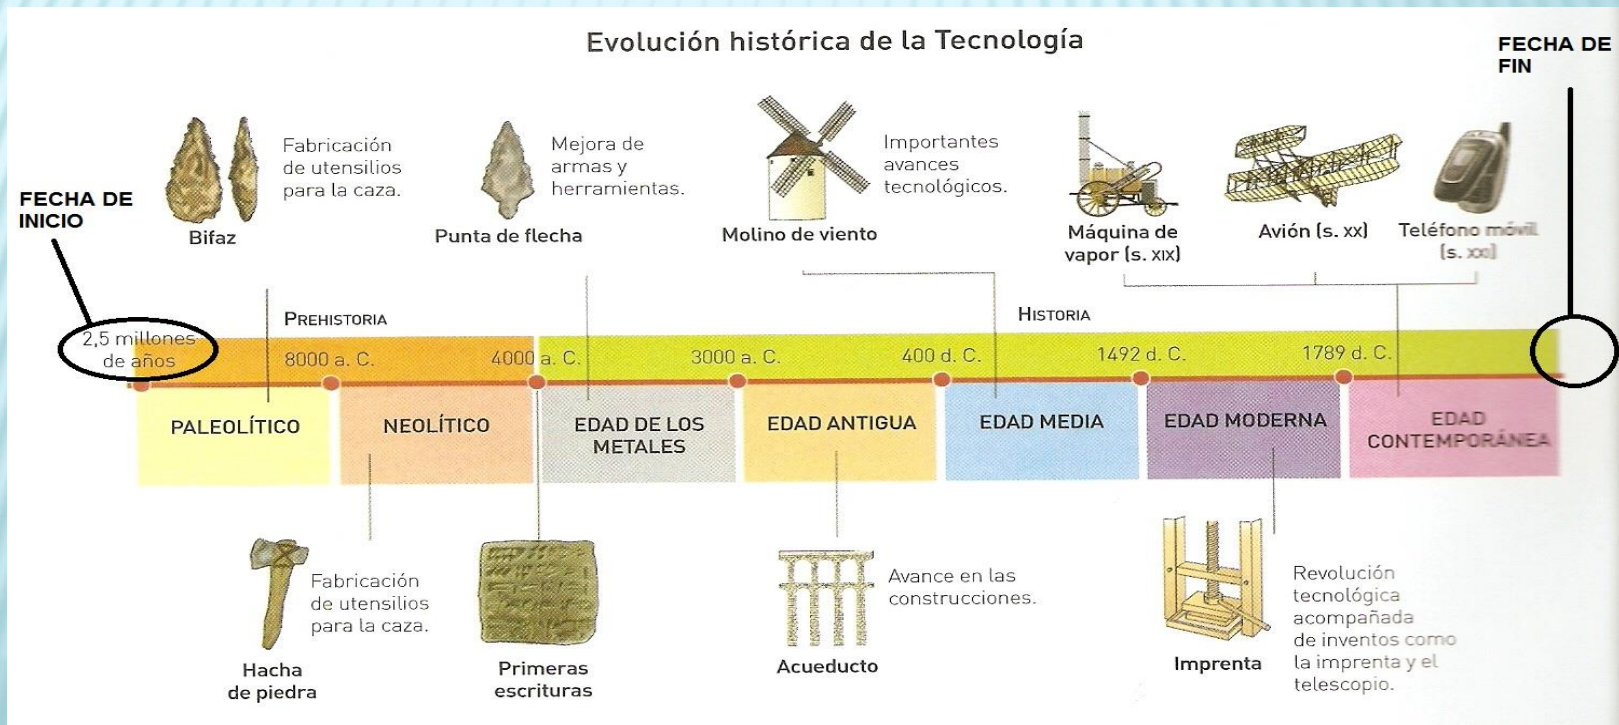 Evolución histórica de la Tecnología
FECHA DE
FIN
FECHA DE
INICIO
Fabricación
de utensilios
para la caza.
Bifaz
Mejora de
armas y
herramientas.
Punta de flecha
Importantes
avances
tecnológicos.
Molino de viento
Máquina de
vapor (s. XIX)
Avión (s. XX)
Teléfono móvil
(s. XXI)
PREHISTORIA
HISTORIA
2,5 millones
de años
8000 a. C.
4000 a. C.
3000 a. C.
400 d. C.
1492 d. C.
1789 d. C.
PALEOLÍTICO
NEOLÍTICO
EDAD DE LOS
METALES
EDAD ANTIGUA
EDAD MEDIA
EDAD MODERNA
EDAD
CONTEMPORÁNEA
Hacha
de piedra
Fabricación
de utensilios
para la caza.
Primeras
escrituras
Acueducto
Avance en las
construcciones.
Imprenta
Revolución
tecnológica
acompañada
de inventos como
la imprenta y el
telescopio.